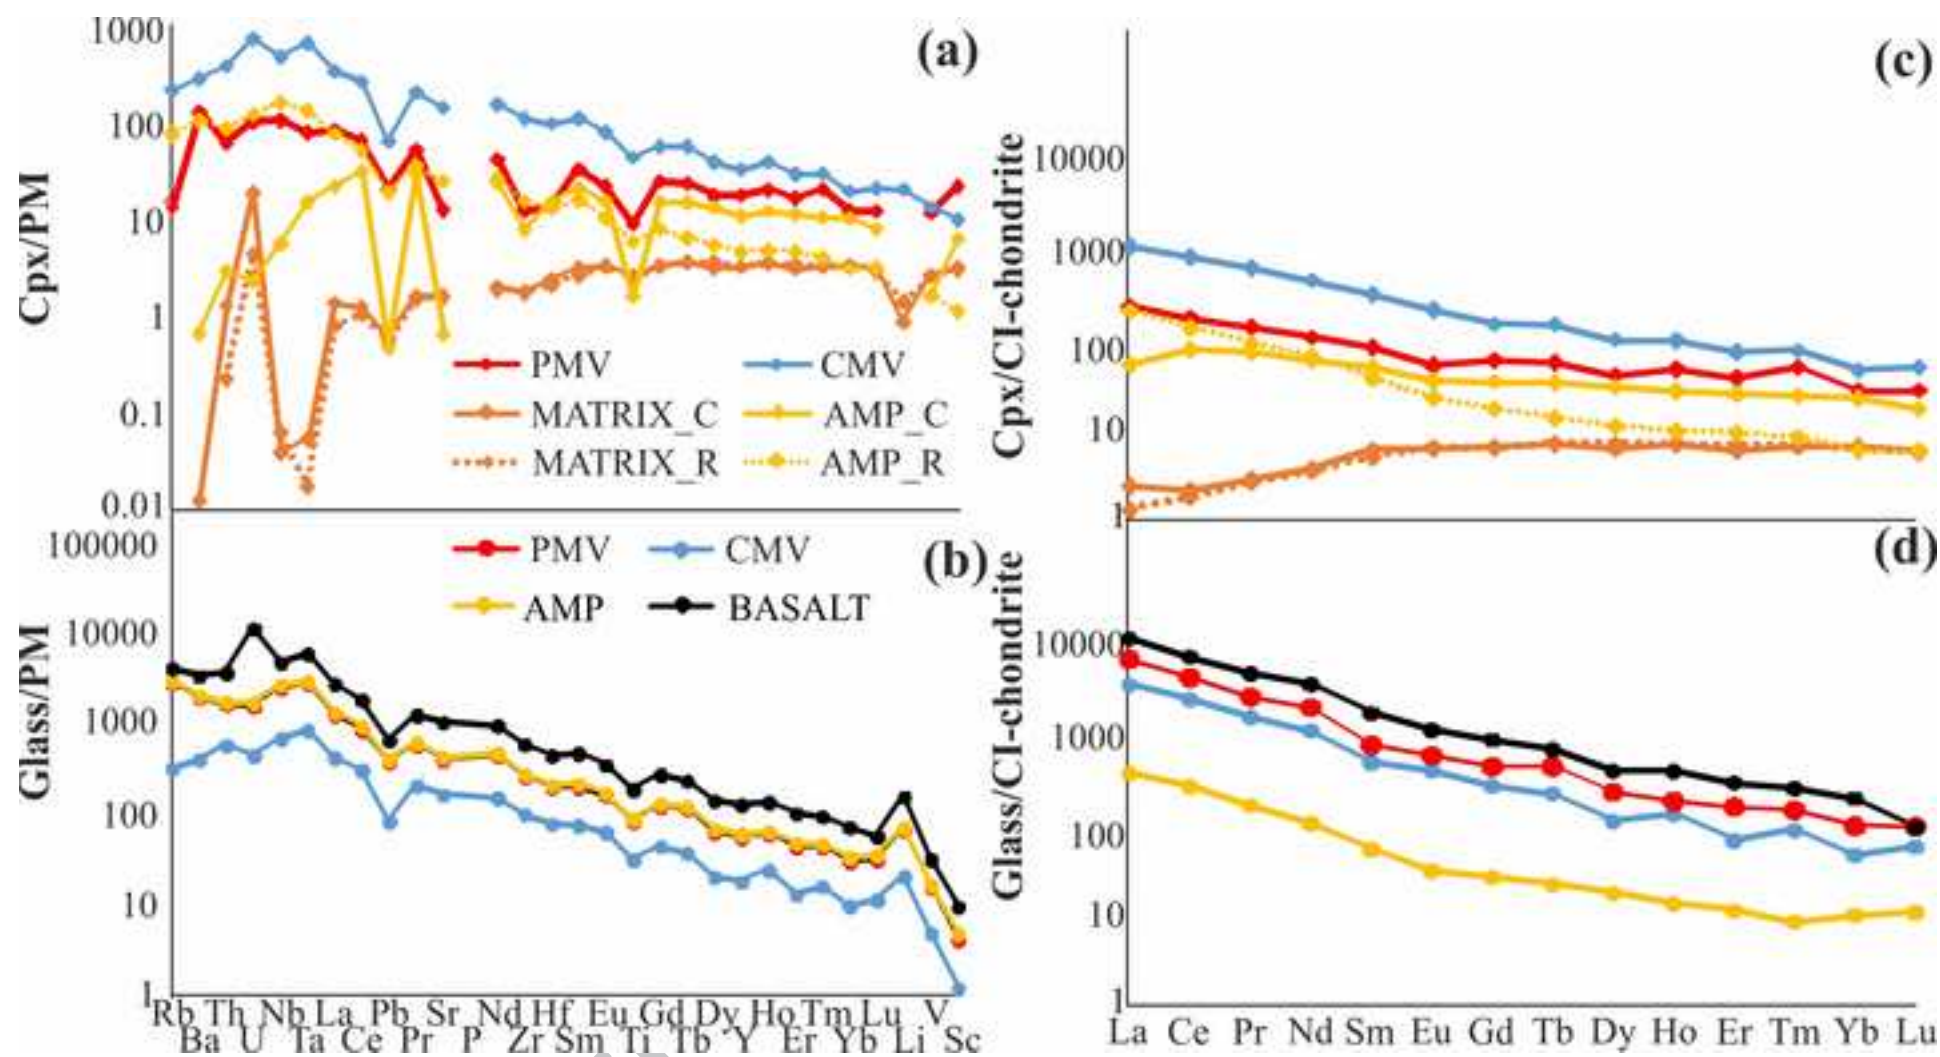 (a)
1000
100
10
1
0.1
0.01
Cpx/PM
PMV CMV
MATRIX_C AMP_C
MATRIX_R AMP_R
(b)
100000
10000
1000
100
10
1
Glass/PM
PMV CMV
AMP BASALT
Rb Th Nb La Pb Sr Nd Hf Eu Gd Dy Ho Tm Lu V
Ba U Ta Ce Pr P Zr Sm Ti Tb Y Er Yb Li Sc
(c)
10000
1000
100
10
1
Cpx/CI-chondrite
(d)
10000
1000
100
10
1
Glass/CI-chondrite
La Ce Pr Nd Sm Eu Gd Tb Dy Ho Er Tm Yb Lu